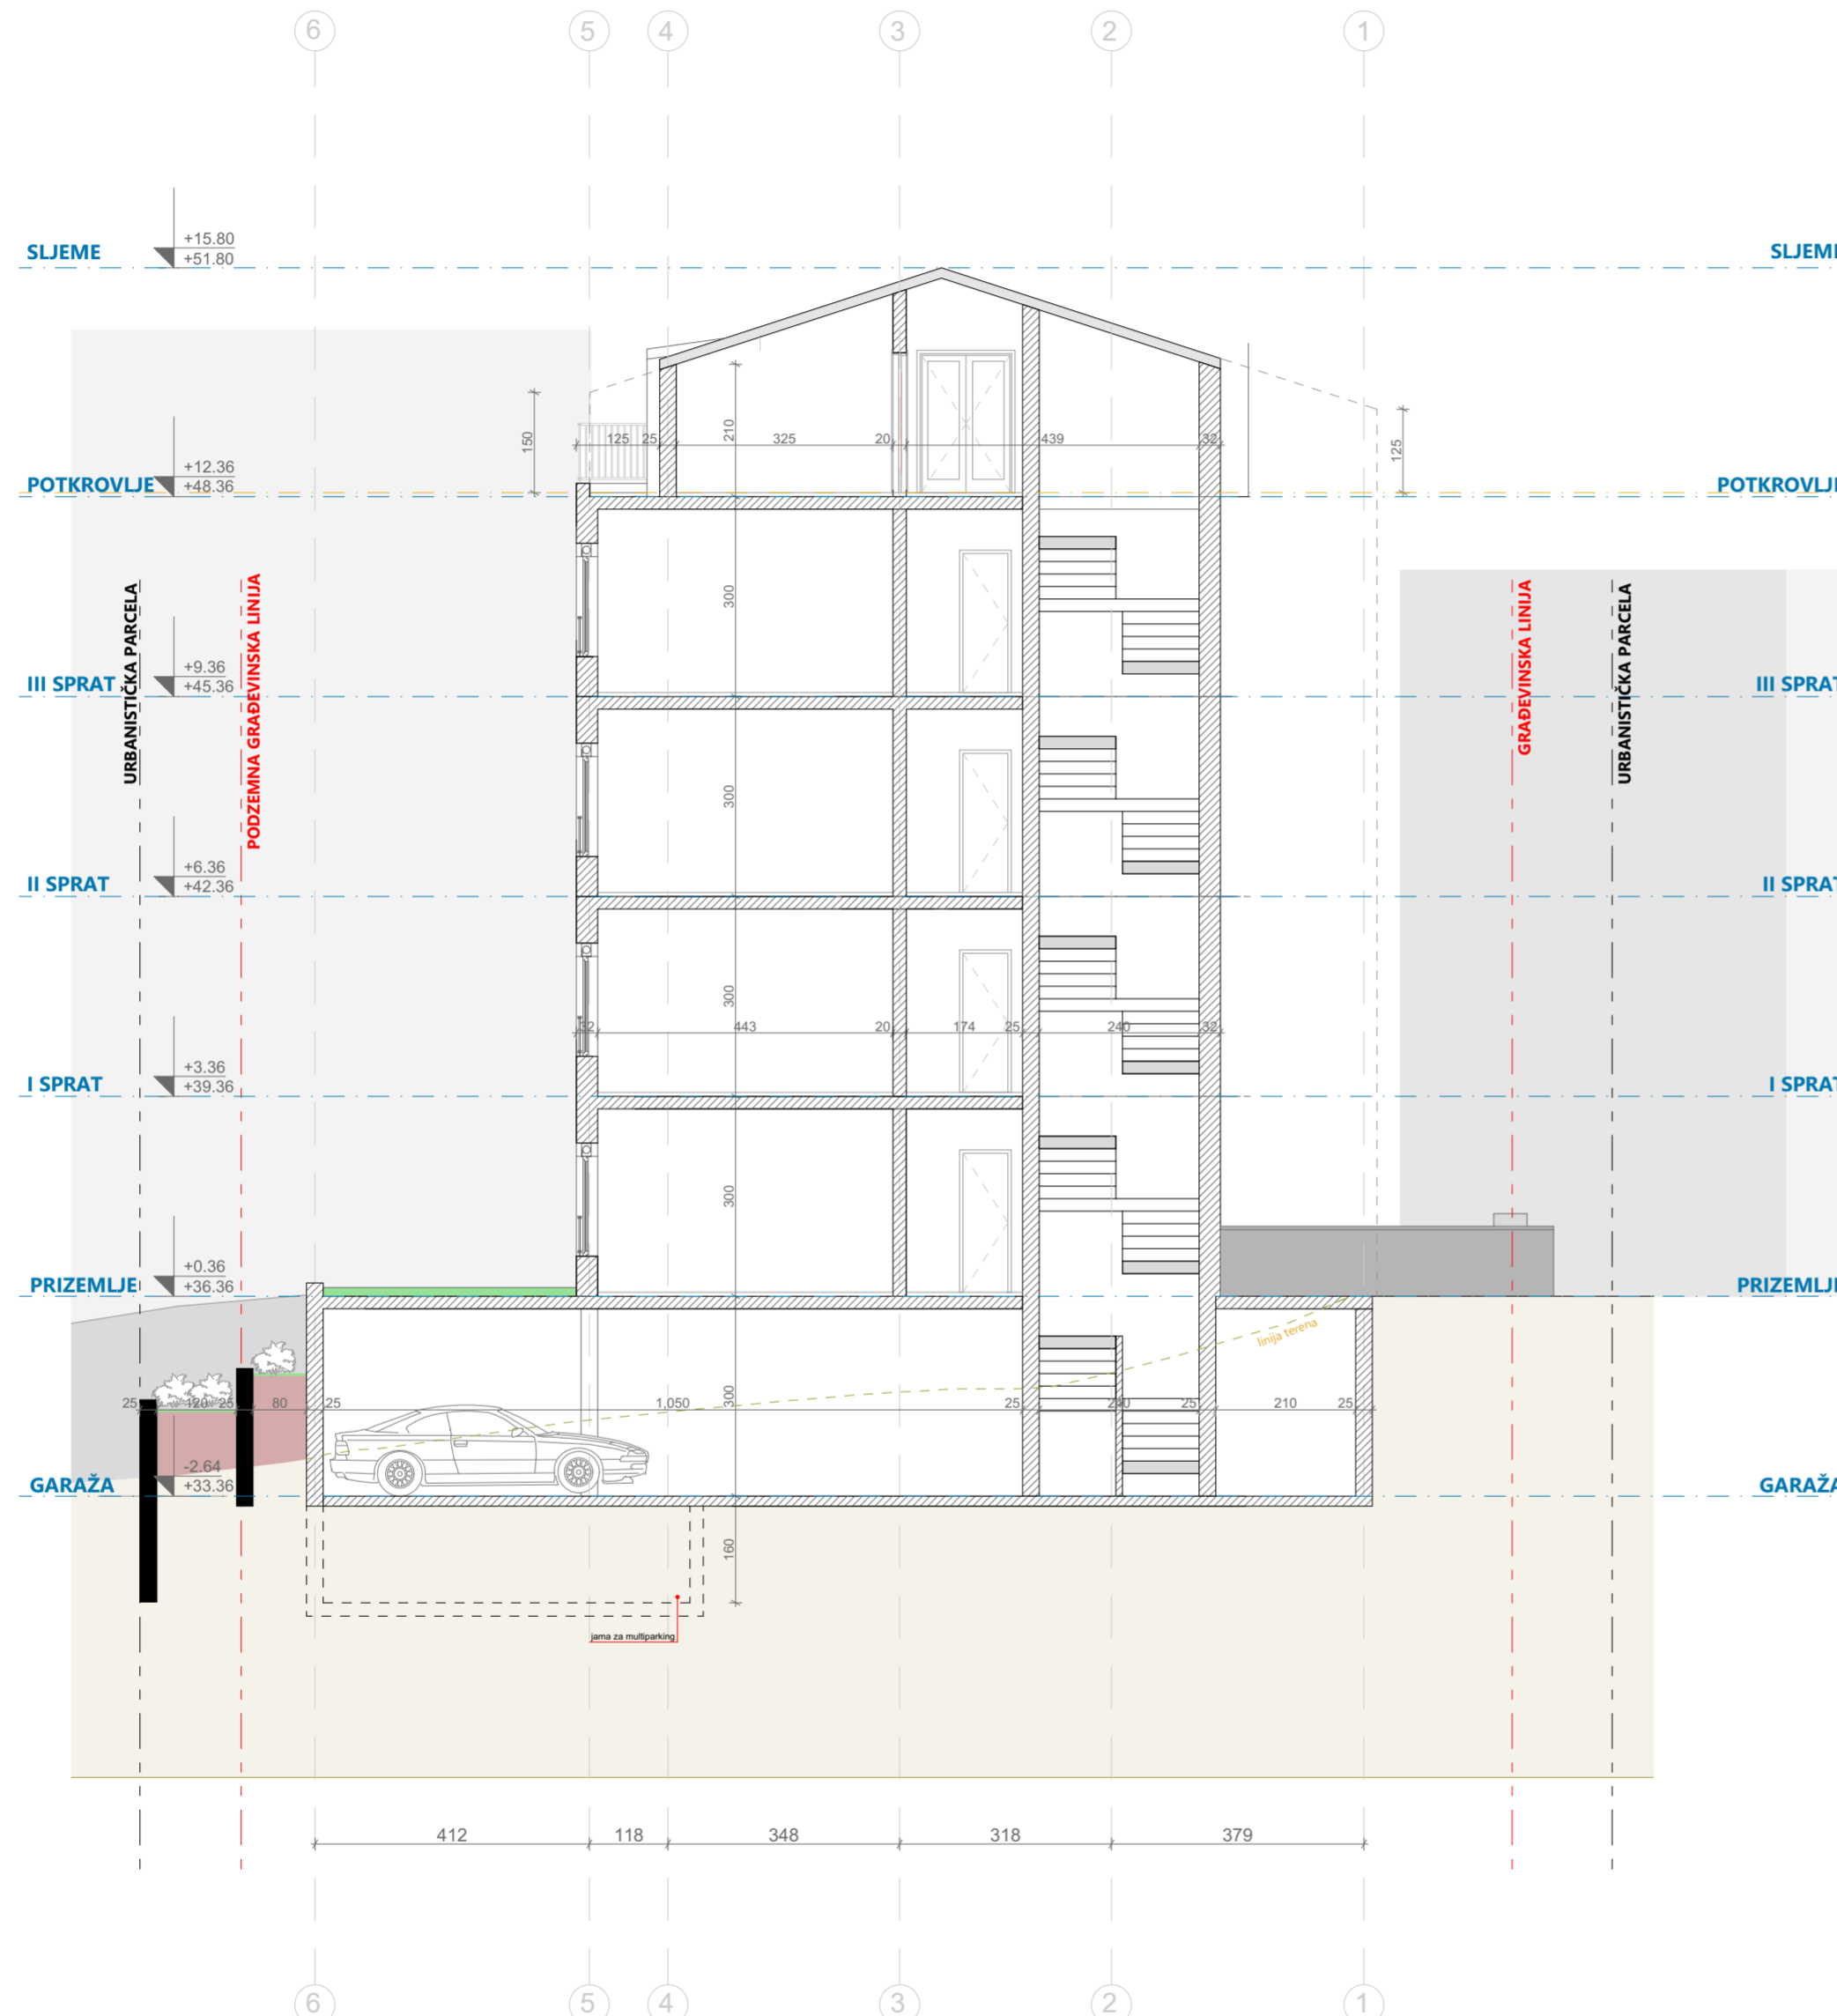 6 5 4 3 2 1
+15.80
SLJEME +51.80 SLJEME
150
125 25 210 325 20 439 32
125
+12.36
POTKROVLJE +48.36 POTKROVLJE
300
URBANISTIČKA PARCELA
PODZEMNA GRAĐEVINSKA LINIJA
GRAĐEVINSKA LINIJA
URBANISTIČKA PARCELA
+9.36
III SPRAT +45.36 III SPRAT
300
+6.36
II SPRAT +42.36 II SPRAT
300
32 443 20 174 25 240 32
+3.36
I SPRAT +39.36 I SPRAT
300
+0.36
PRIZEMLJE +36.36 PRIZEMLJE
linija terena
25 120 25 80 25 1,050 300 25 240 25 210 25
-2.64
GARAŽA +33.36 GARAŽA
160
jama za multiparking
412 118 348 318 379
6 5 4 3 2 1